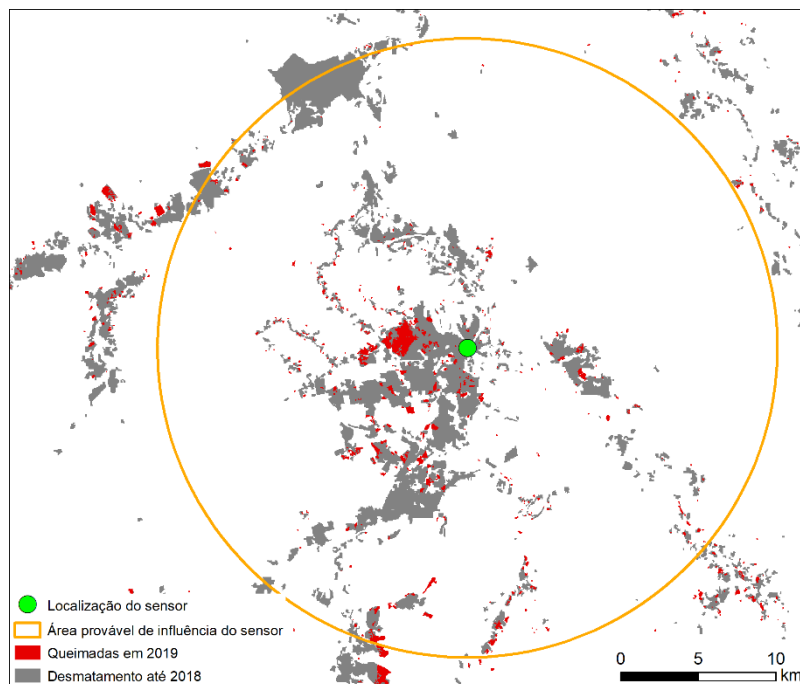 Localização do sensor
Área provável de influência do sensor
Queimadas em 2019
Desmatamento até 2018
0 5 10
km